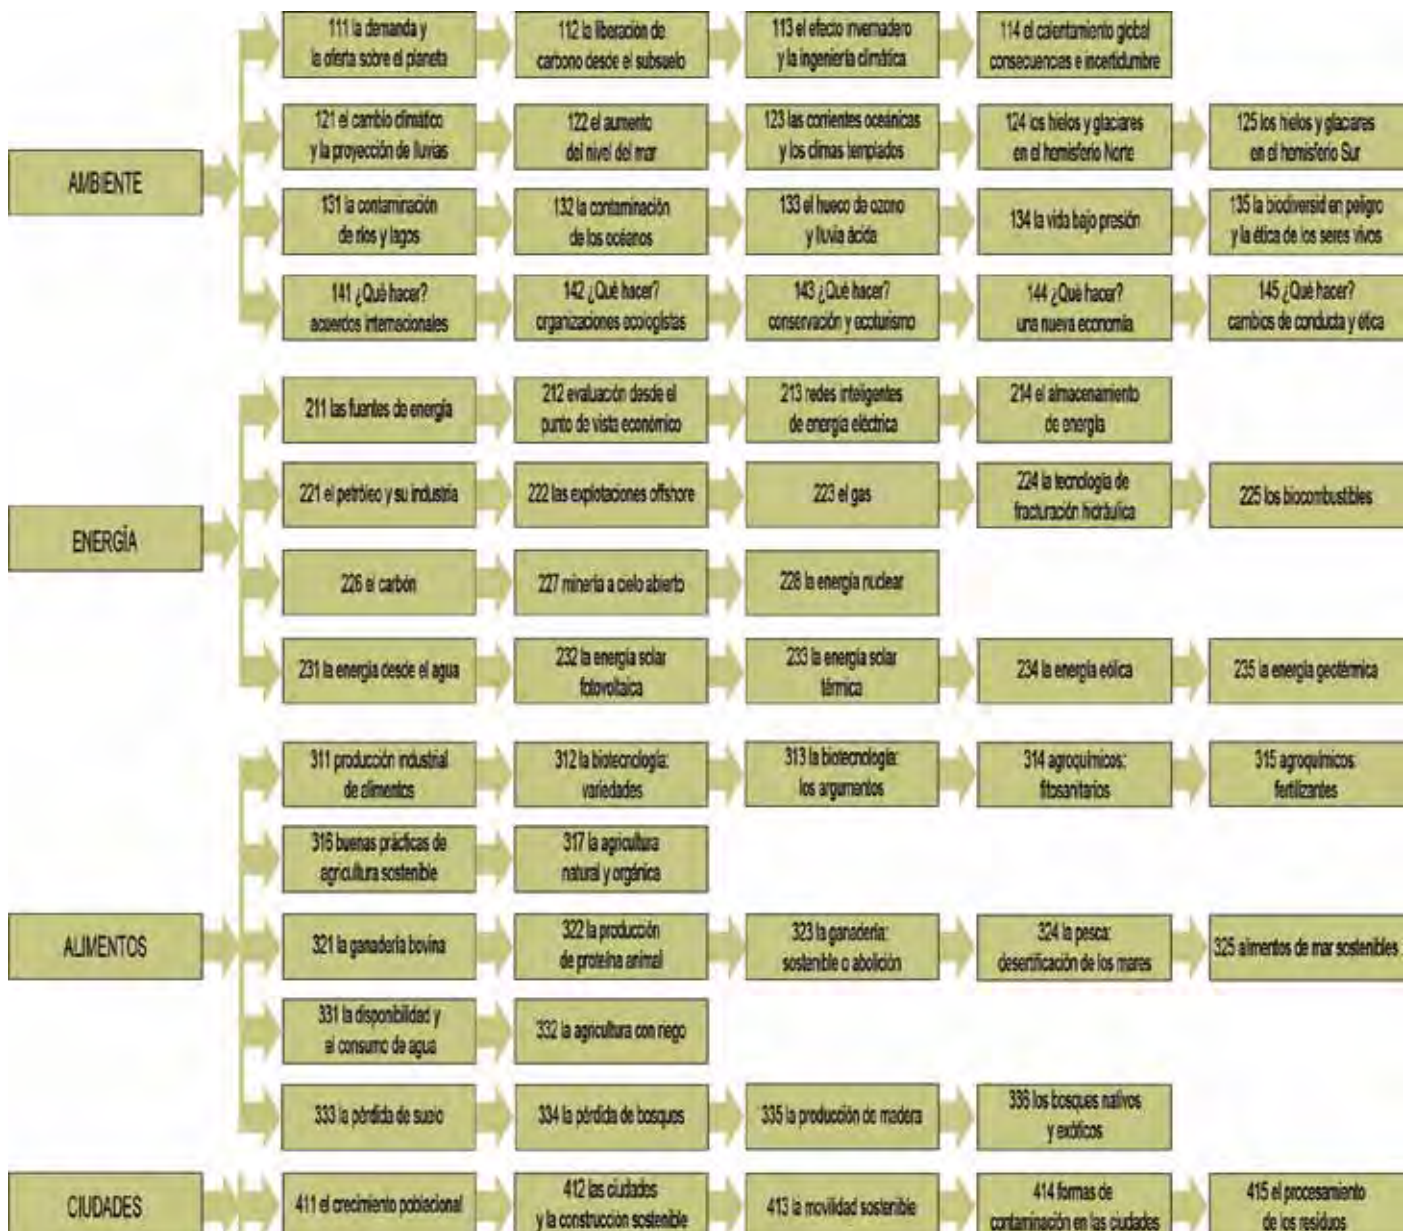 111 la demanda y
la oferta sobre el planeta
112 la liberación de
carbono desde el subsuelo
113 el efecto invernadero
y la ingeniería climática
114 el calentamiento global
consecuencias e incertidumbre
AMBIENTE
121 el cambio climático
y la proyección de lluvias
122 el aumento
del nivel del mar
123 las corrientes oceánicas
y los climas templados
124 los hielos y glaciares
en el hemisferio Norte
125 los hielos y glaciares
en el hemisferio Sur
131 la contaminación
de ríos y lagos
132 la contaminación
de los océanos
133 el hueco de ozono
y lluvia ácida
134 la vida bajo presión
135 la biodiversid en peligro
y la ética de los seres vivos
141 ¿Qué hacer?
acuerdos internacionales
142 ¿Qué hacer?
organizaciones ecologistas
143 ¿Qué hacer?
conservación y ecoturismo
144 ¿Qué hacer?
una nueva economía
145 ¿Qué hacer?
cambios de conducta y ética
ENERGÍA
211 las fuentes de energía
212 evaluación desde el
punto de vista económico
213 redes inteligentes
de energía eléctrica
214 el almacenamiento
de energía
221 el petróleo y su industria
222 las explotaciones offshore
223 el gas
224 la tecnología de
fracturación hidráulica
225 los biocombustibles
226 el carbón
227 minería a cielo abierto
228 la energía nuclear
231 la energía desde el agua
232 la energía solar
fotovoltaica
233 la energía solar
térmica
234 la energía eólica
235 la energía geotérmica
ALIMENTOS
311 producción industrial
de alimentos
312 la biotecnología:
variedades
313 la biotecnología:
los argumentos
314 agroquímicos:
fitosanitarios
315 agroquímicos:
fertilizantes
316 buenas prácticas de
agricultura sostenible
317 la agricultura
natural y orgánica
321 la ganadería bovina
322 la producción
de proteína animal
323 la ganadería:
sostenible o abolición
324 la pesca:
desertificación de los mares
325 alimentos de mar sostenibles
331 la disponibilidad y
el consumo de agua
332 la agricultura con riego
333 la pérdida de suelo
334 la pérdida de bosques
335 la producción de madera
336 los bosques nativos
y exóticos
CIUDADES
411 el crecimiento poblacional
412 las ciudades
y la construcción sostenible
413 la movilidad sostenible
414 formas de
contaminación en las ciudades
415 el procesamiento
de los residuos